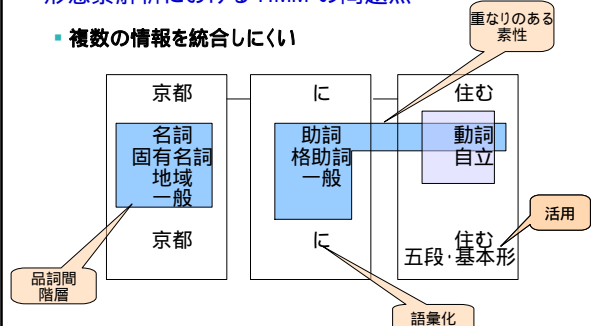 形態素解析における HMM の問題点
複数の情報を統合しにくい
重なりのある
素性
京都
に
住む
名詞
固有名詞
地域
一般
助詞
格助詞
一般
動詞
自立
京都
に
住む
五段・基本形
活用
品詞間
階層
語彙化